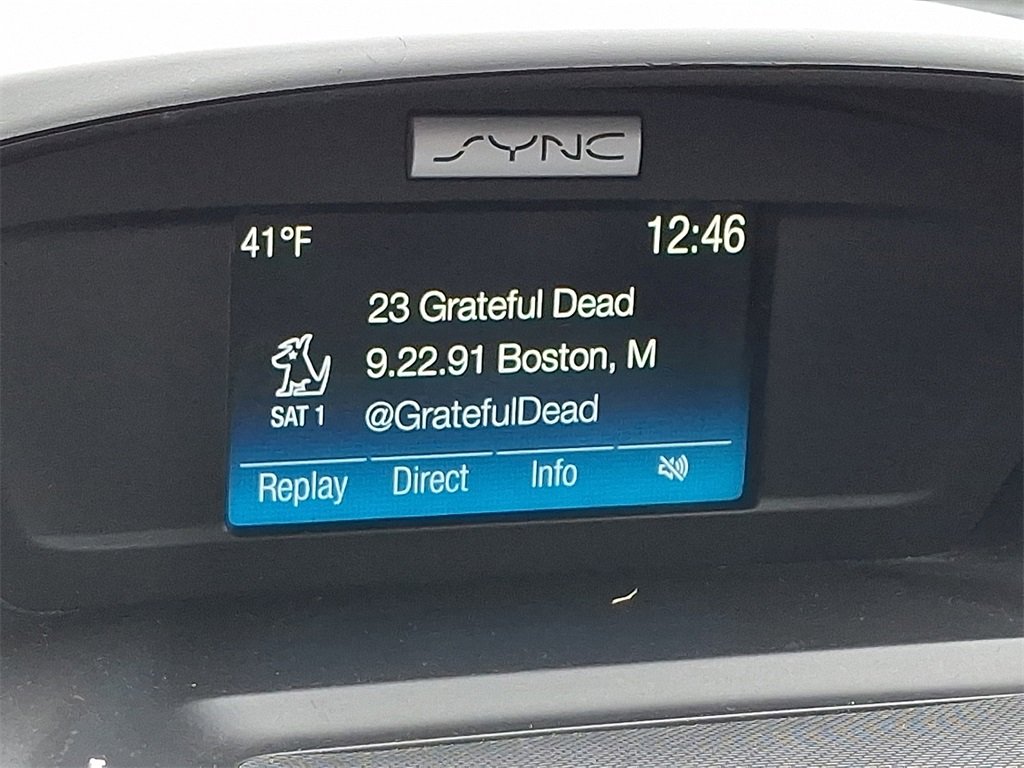 SYNC
41°F 12:46
23 Grateful Dead
9.22.91 Boston, M
SAT 1 @GratefulDead
Replay Direct Info